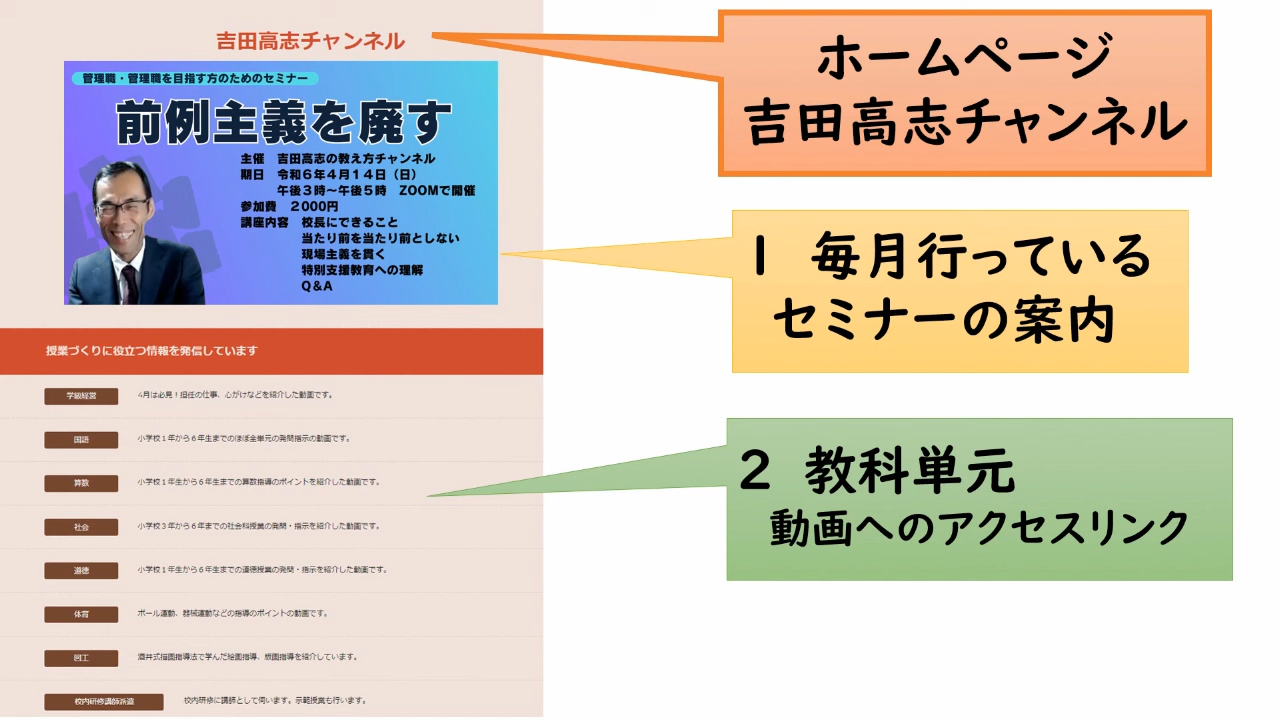 吉田高志チャンネル
管理職・管理職を目指す方のためのセミナー
前例主義を廃す
主催　吉田高志の教え方チャンネル
期日　令和６年４月１４日（日）
午後３時～午後５時　ZOOMで開催
参加費　２０００円
講座内容　校長にできること
当たり前を当たり前としない
現場主義を貫く
特別支援教育への理解
Q＆A
授業づくりに役立つ情報を発信しています
学級経営　4月は必見！担任の仕事、心がけなどを紹介した動画です。
国語　小学校１年から６年生までのほぼ全単元の発問指示の動画です。
算数　小学校１年生から６年生までの算数指導のポイントを紹介した動画です。
社会　小学校３年から６年までの社会科授業の発問・指示を紹介した動画です。
道徳　小学校１年生から６年生までの道徳授業の発問・指示を紹介した動画です。
体育　ボール運動、器械運動などの指導のポイントの動画です。
図工　酒井式描画指導法で学んだ絵画指導、版画指導を紹介しています。
校内研修講師派遣　校内研修に講師として伺います。示範授業も行います。
ホームページ
吉田高志チャンネル
１　毎月行っている
セミナーの案内
２　教科単元
動画へのアクセスリンク